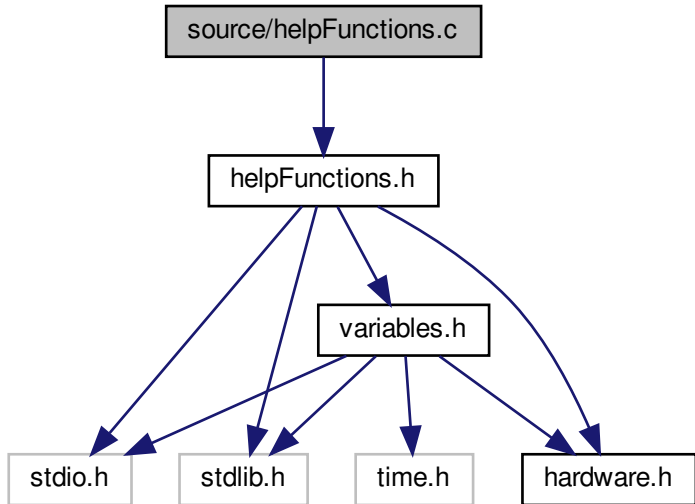 source/helpFunctions.c
helpFunctions.h
variables.h
stdio.h
stdlib.h
time.h
hardware.h